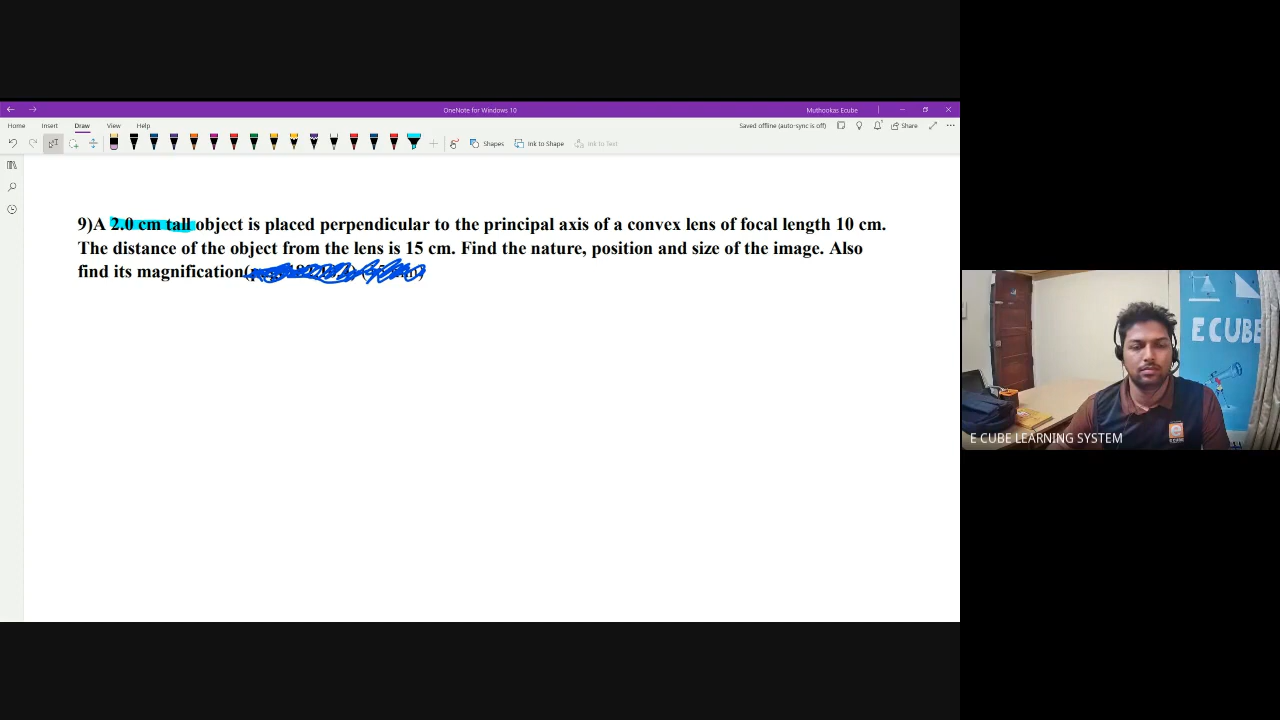 OneNote for Windows 10
Muthookas Ecube
Home Insert Draw View Help
Saved offline (auto-sync is off)
Share
Shapes
Ink to Shape
Ink to Text
9)A 2.0 cm tall object is placed perpendicular to the principal axis of a convex lens of focal length 10 cm.
The distance of the object from the lens is 15 cm. Find the nature, position and size of the image. Also
find its magnification
E CUBE
E CUBE LEARNING SYSTEM